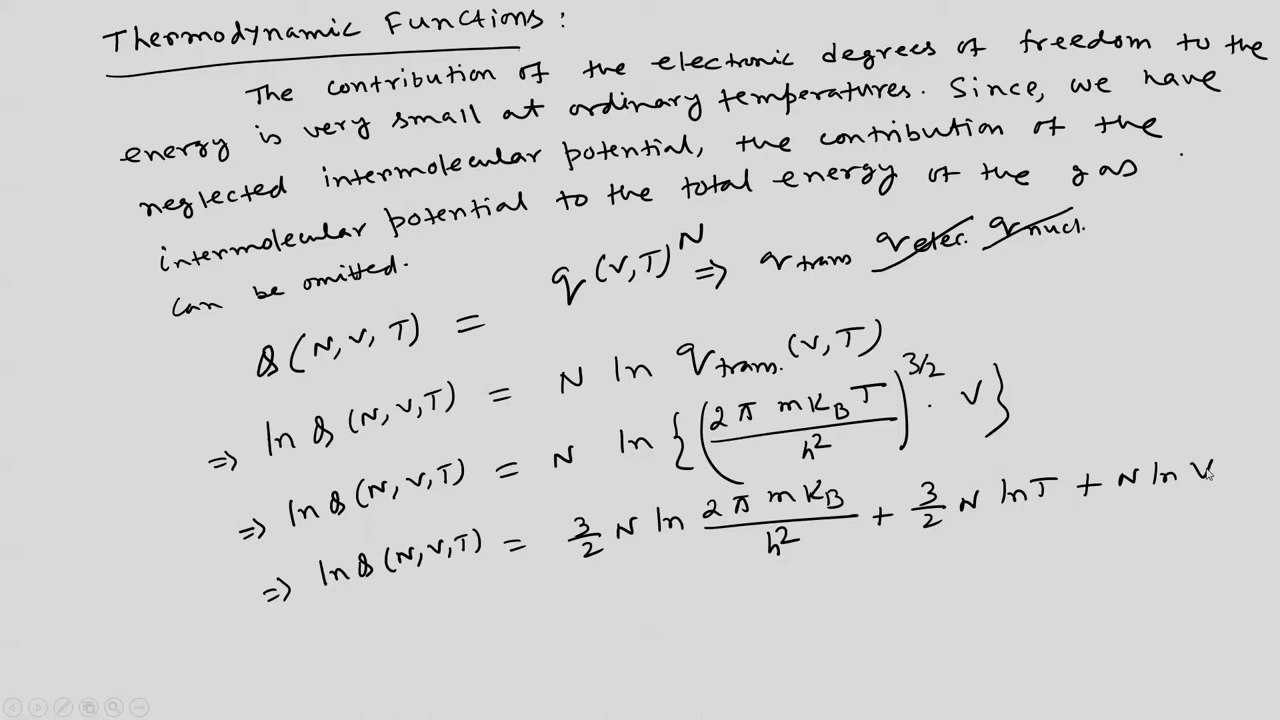 Thermodynamic Functions :
The contribution of the electronic degrees of freedom to the
energy is very small at ordinary temperatures. Since, we have
neglected intermolecular potential, the contribution of the
intermolecular potential to the total energy of the gas
can be omitted.
Q(N,V,T) = q(V,T)^N ⇒ q_trans q_elec. q_nucl.
⇒ ln Q(N,V,T) = N ln q_trans. (V,T)
⇒ ln Q(N,V,T) = N ln {(2π mK_B T / h²)^3/2 . V}
⇒ ln Q(N,V,T) = 3/2 N ln 2π mK_B / h² + 3/2 N lnT + N ln V